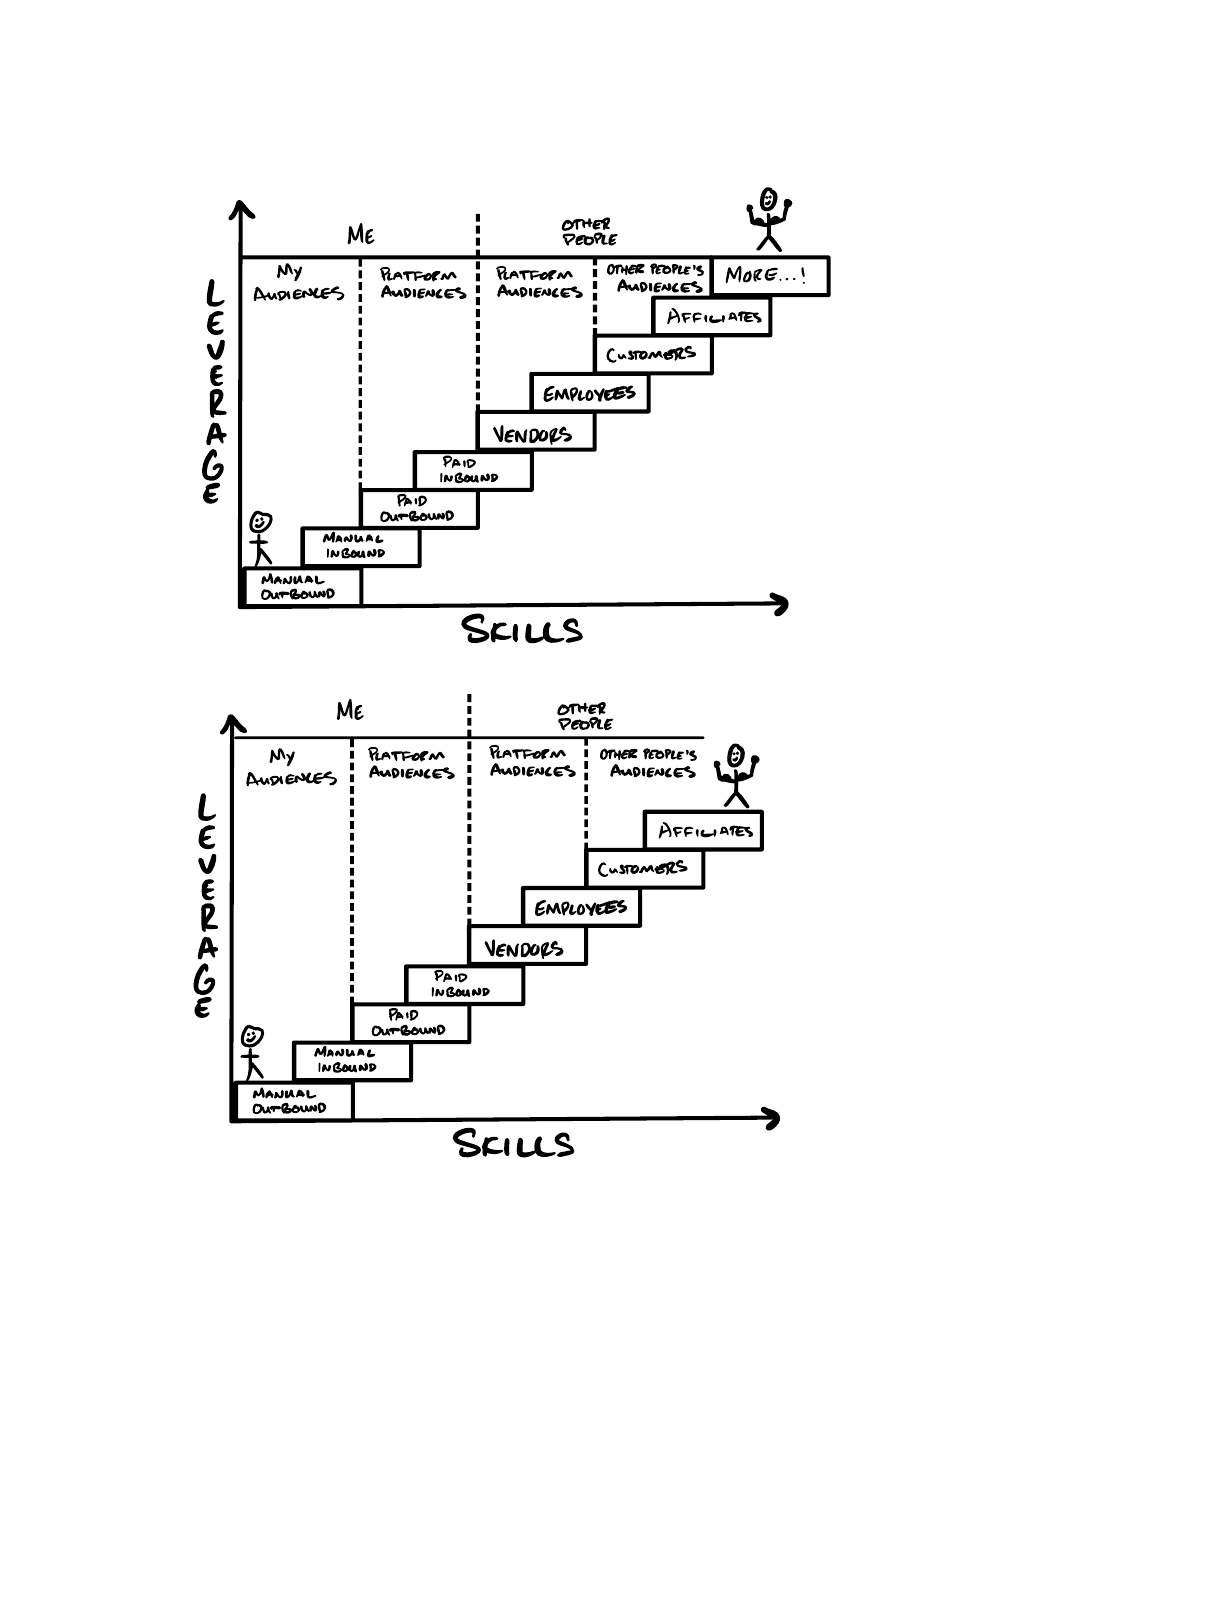 ME
OTHER
PEOPLE
MY
AUDIENCES
PLATFORM
AUDIENCES
PLATFORM
AUDIENCES
OTHER PEOPLE'S
AUDIENCES
MORE...!
AFFILIATES
CUSTOMERS
EMPLOYEES
VENDORS
PAID
INBOUND
PAID
OUTBOUND
MANUAL
INBOUND
MANUAL
OUTBOUND
LEVERAGE
SKILLS
ME
OTHER
PEOPLE
MY
AUDIENCES
PLATFORM
AUDIENCES
PLATFORM
AUDIENCES
OTHER PEOPLE'S
AUDIENCES
AFFILIATES
CUSTOMERS
EMPLOYEES
VENDORS
PAID
INBOUND
PAID
OUTBOUND
MANUAL
INBOUND
MANUAL
OUTBOUND
LEVERAGE
SKILLS